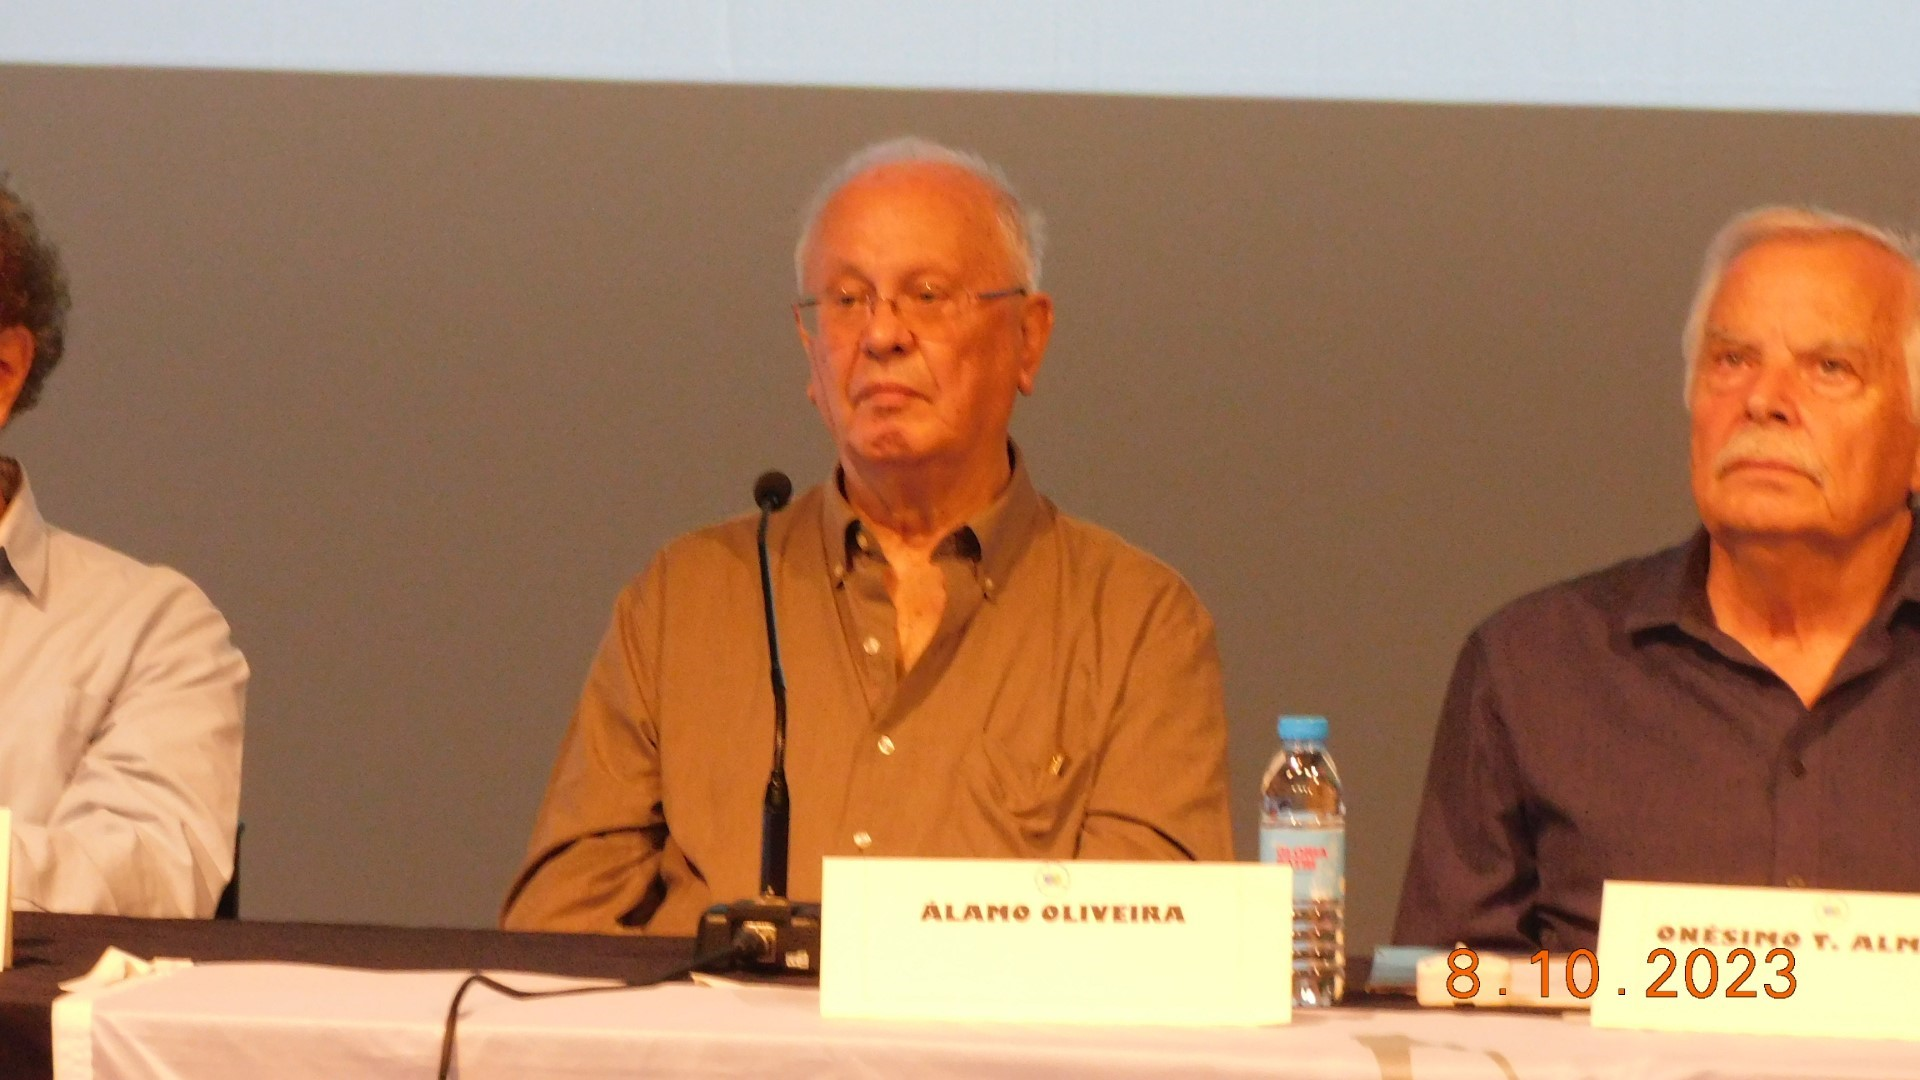 ÁLAMO OLIVEIRA
ONÉSIMO T. ALM
8.10.2023